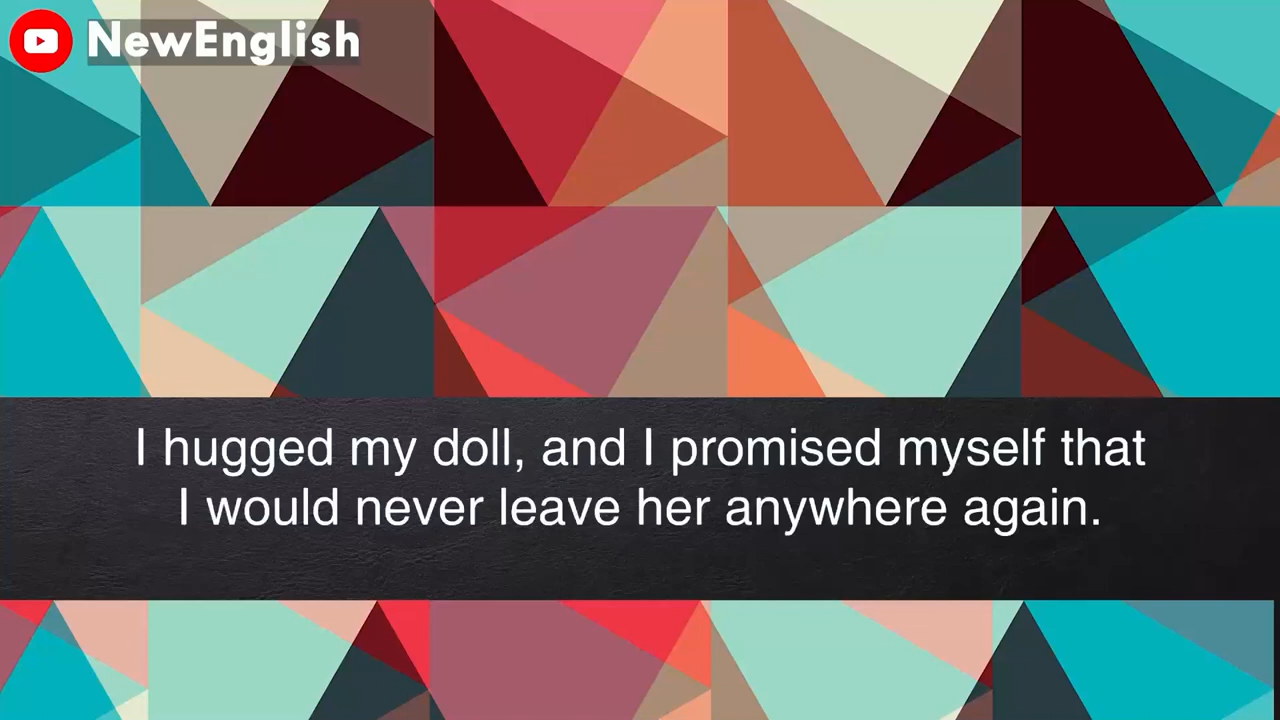 NewEnglish
I hugged my doll, and I promised myself that
I would never leave her anywhere again.